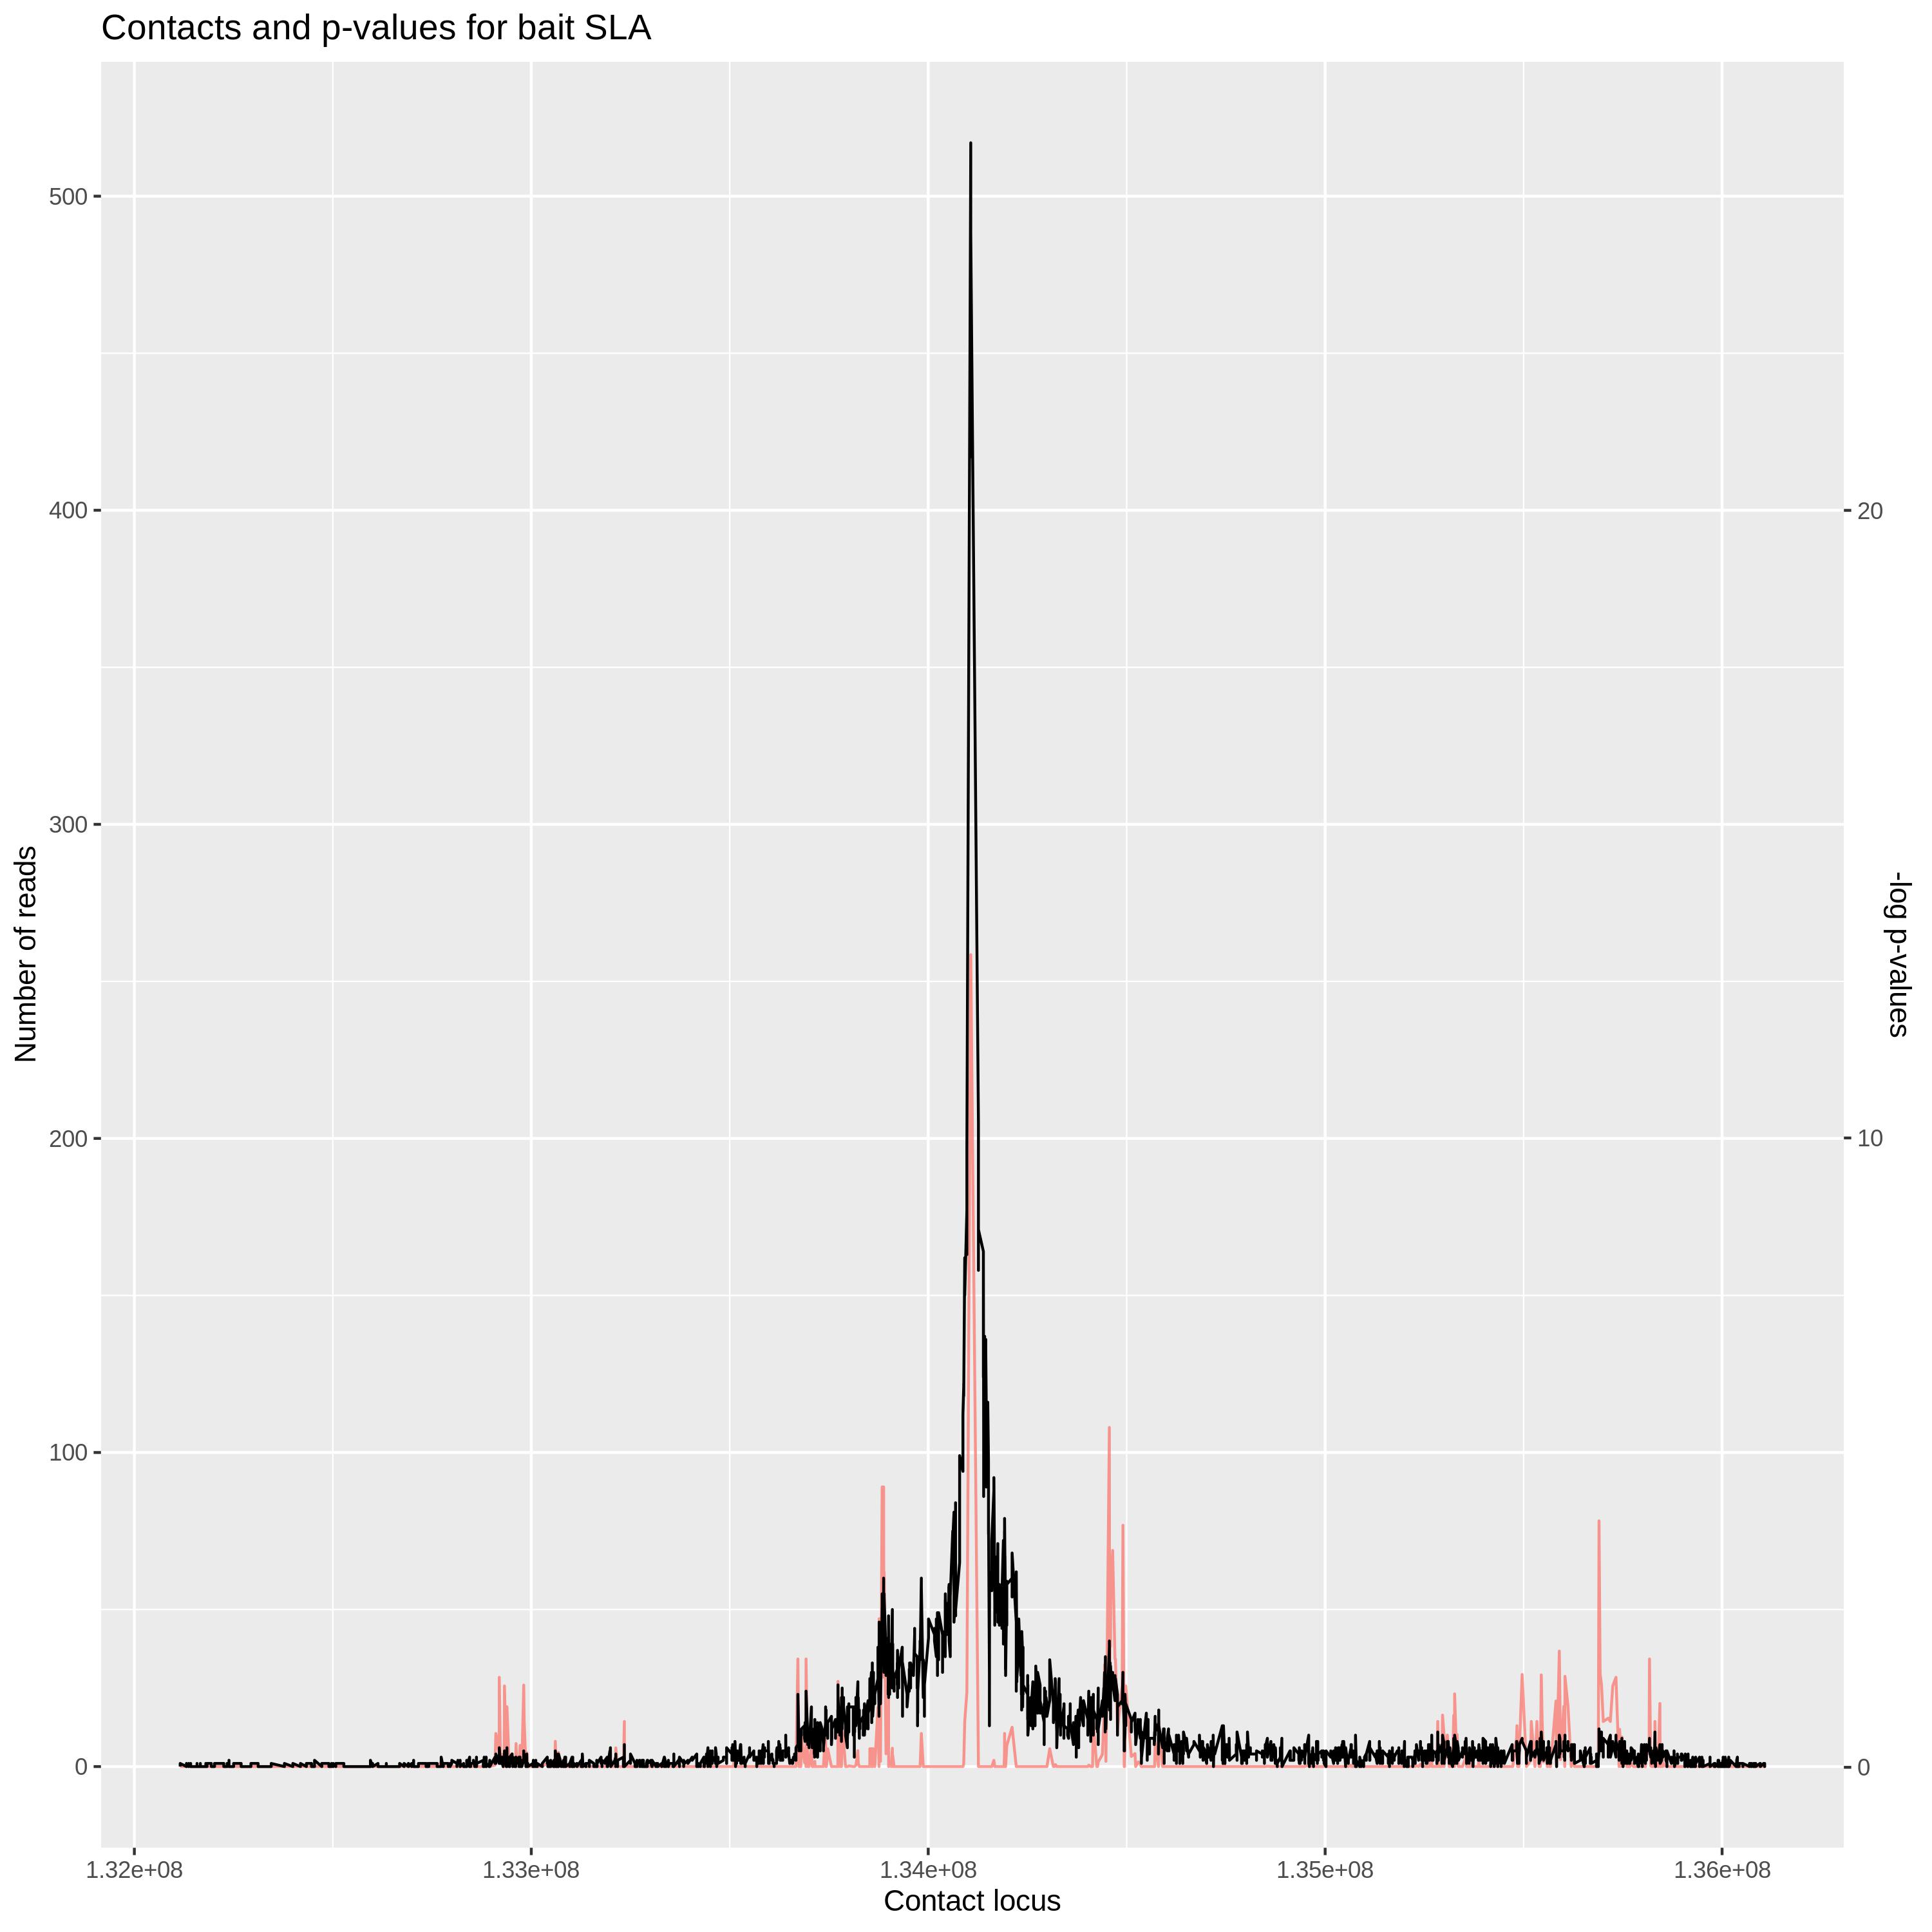 Contacts and p-values for bait SLA
500
400
300
200
100
0
Number of reads
20
10
0
-log p-values
1.32e+08
1.33e+08
1.34e+08
1.35e+08
1.36e+08
Contact locus